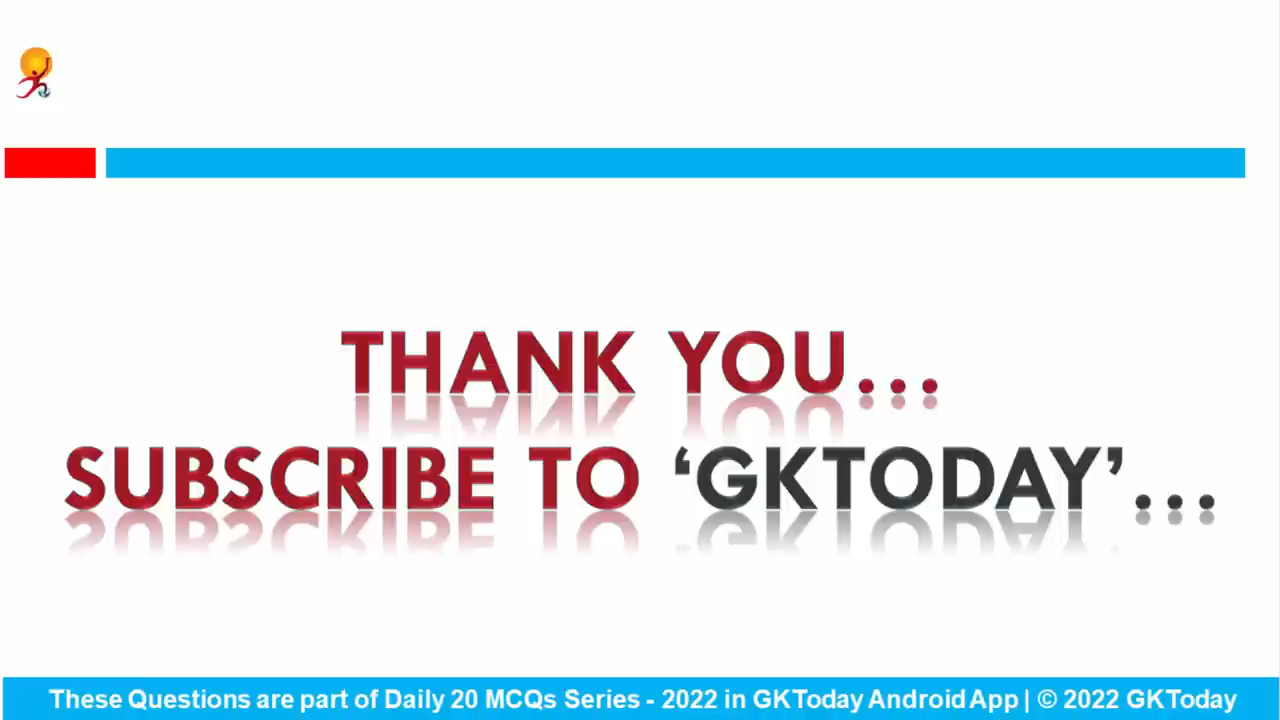 THANK YOU...
SUBSCRIBE TO ‘GKTODAY’...
These Questions are part of Daily 20 MCQs Series - 2022 in GKToday Android App | © 2022 GKToday